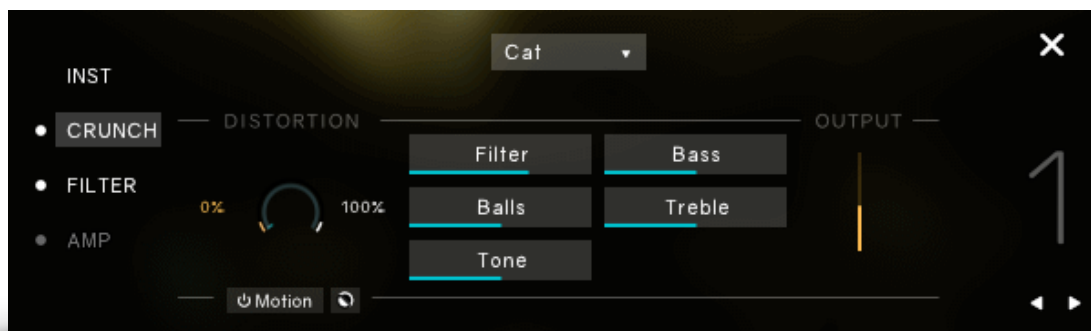 Cat
INST
CRUNCH
FILTER
AMP
DISTORTION
0%
100%
Filter
Bass
Balls
Treble
Tone
OUTPUT
1
Motion